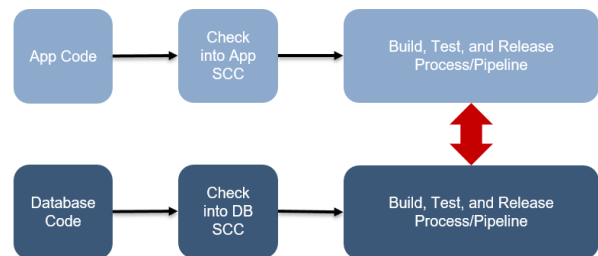 App Code
Check
into App
SCC
Build, Test, and Release
Process/Pipeline
Database
Code
Check
into DB
SCC
Build, Test, and Release
Process/Pipeline